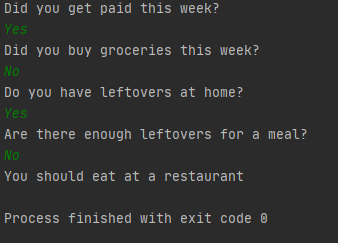 Did you get paid this week?
Yes
Did you buy groceries this week?
No
Do you have leftovers at home?
Yes
Are there enough leftovers for a meal?
No
You should eat at a restaurant
Process finished with exit code 0